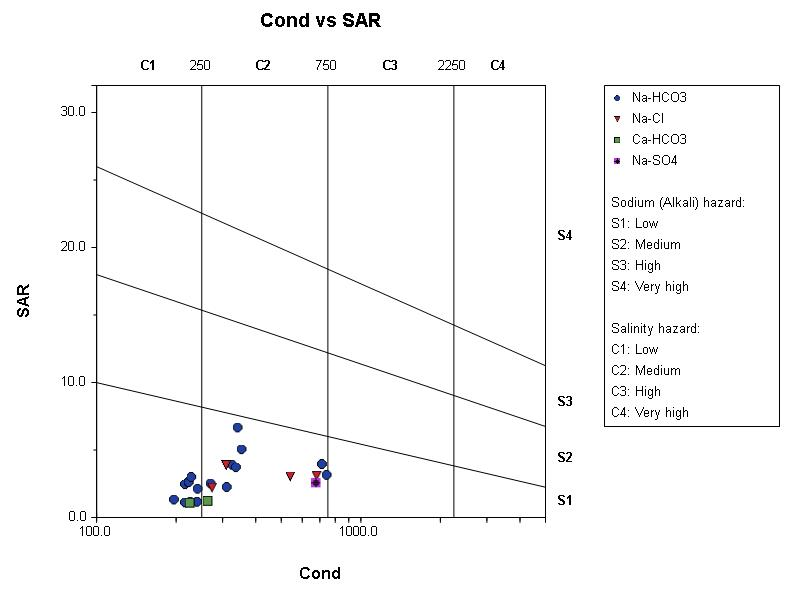 Cond vs SAR
C1 250 C2 750 C3 2250 C4
30.0
20.0
10.0
0.0
SAR
100.0 1000.0
Cond
S4
S3
S2
S1
Na-HCO3
Na-Cl
Ca-HCO3
Na-SO4
Sodium (Alkali) hazard:
S1: Low
S2: Medium
S3: High
S4: Very high
Salinity hazard:
C1: Low
C2: Medium
C3: High
C4: Very high